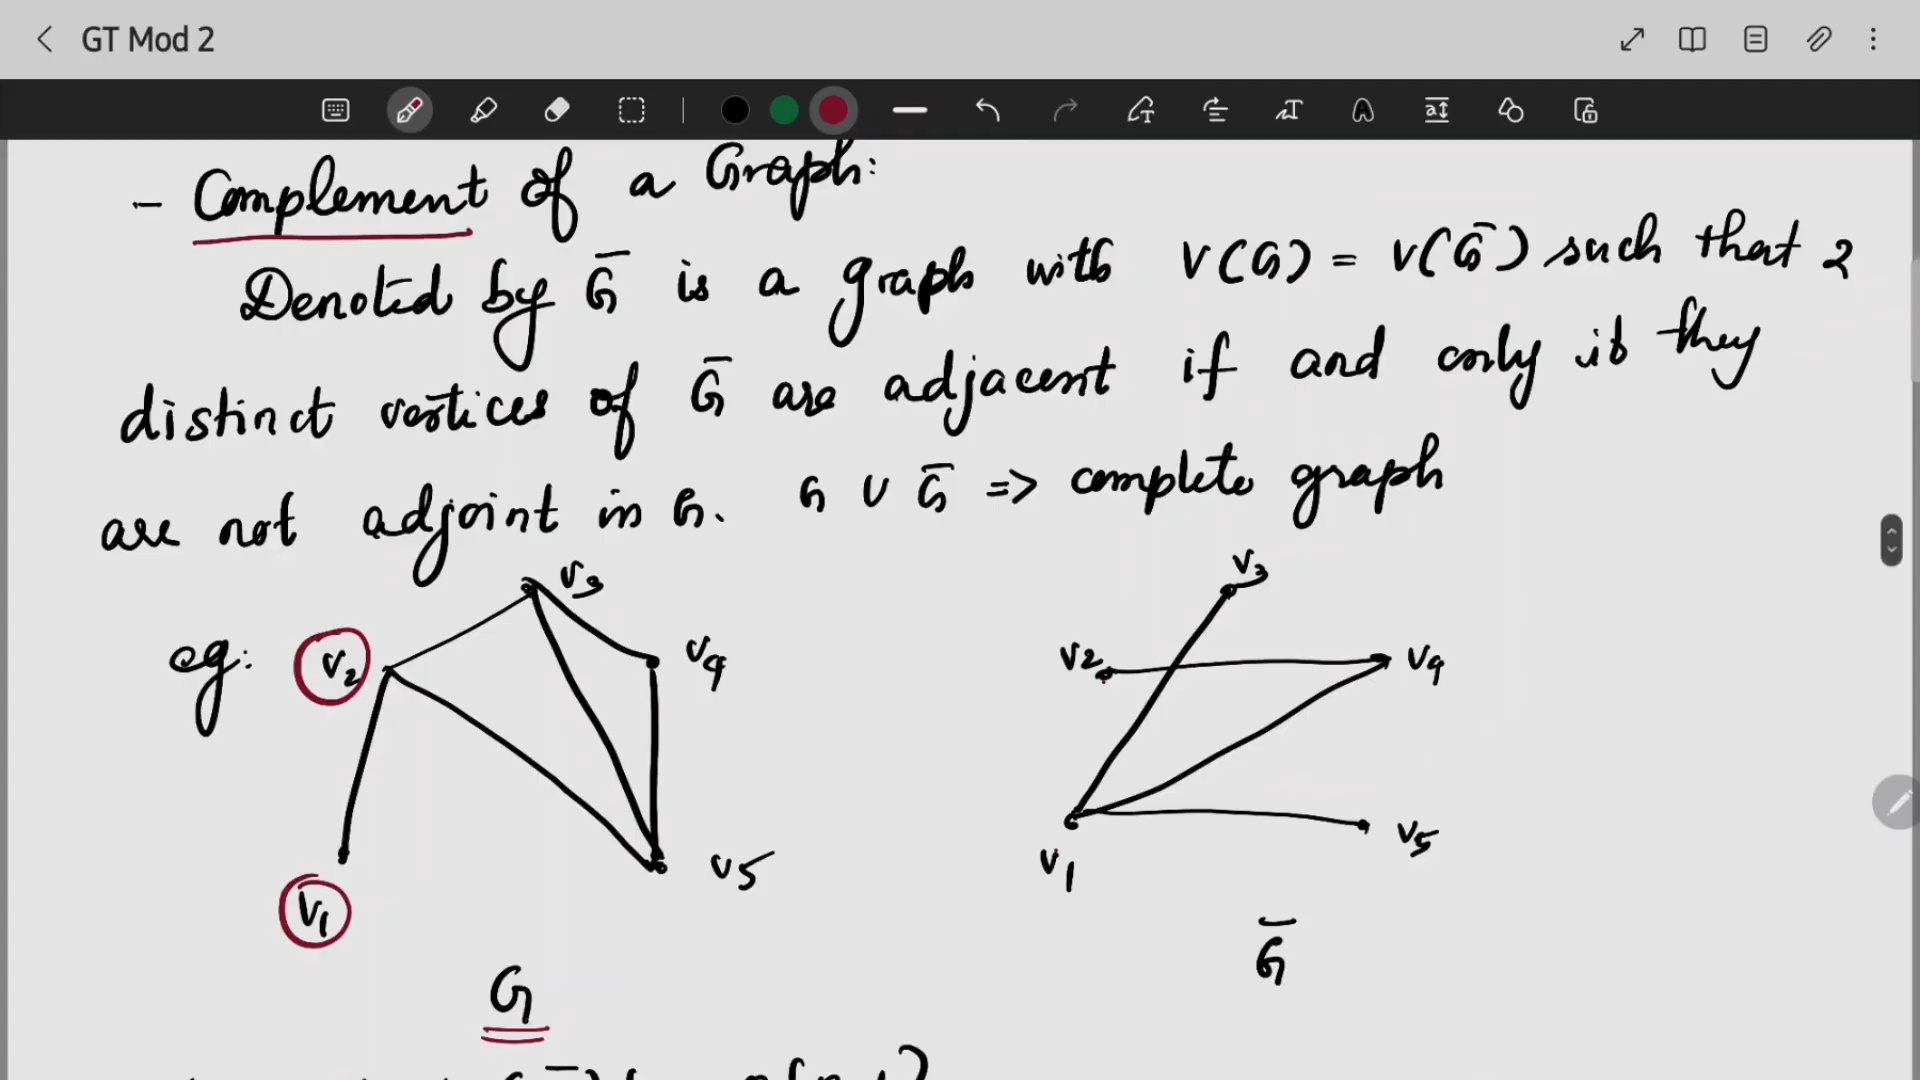 GT Mod 2
- Complement of a Graph:
Denoted by G̅ is a graph with V(G) = V(G̅) such that 2
distinct vertices of G̅ are adjacent if and only if they
are not adjoint in G. G ∪ G̅ => complete graph
eg:
v3
v2
v4
v5
v1
G
v3
v2
v4
v1
v5
G̅